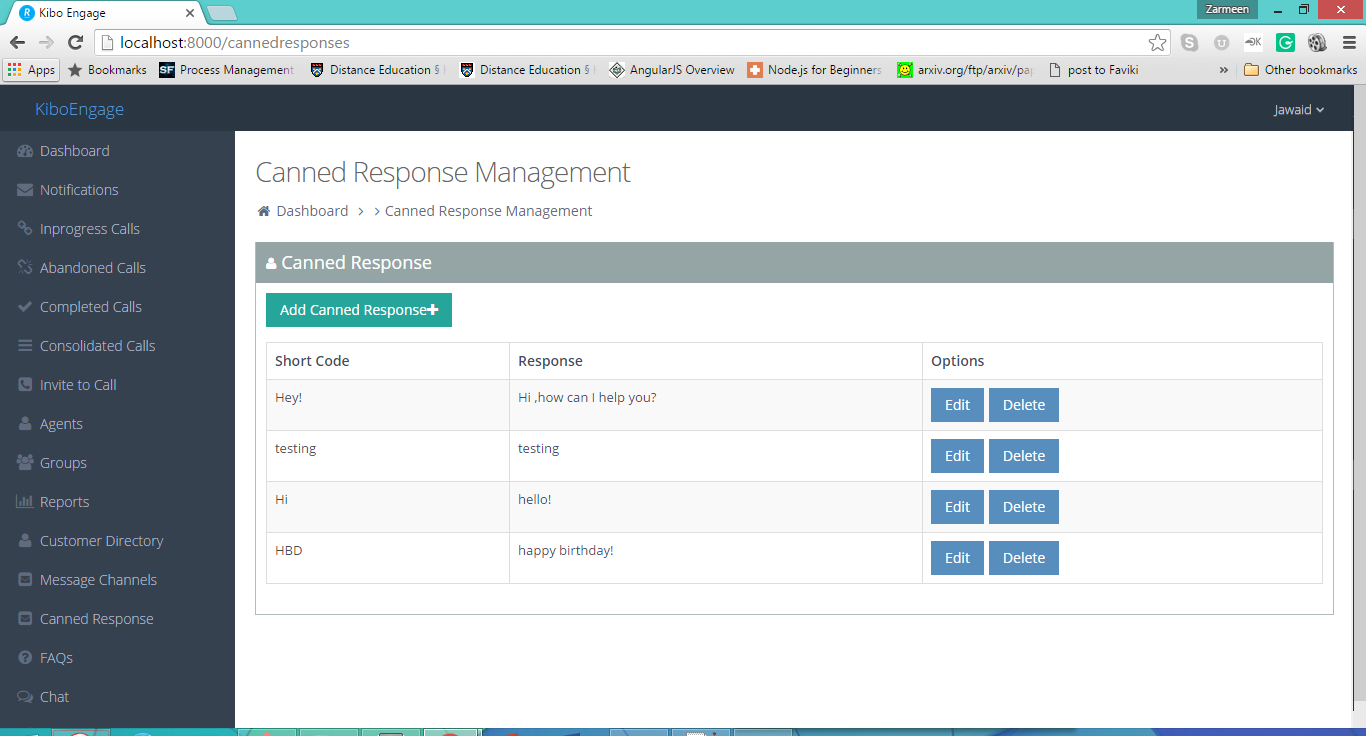 Kibo Engage
Zarmeen
localhost:8000/cannedresponses
Apps Bookmarks Process Management Distance Education § Distance Education § AngularJS Overview Node.js for Beginners arxiv.org/ftp/arxiv/pap post to Faviki » Other bookmarks
KiboEngage
Jawaid
Dashboard
Notifications
Inprogress Calls
Abandoned Calls
Completed Calls
Consolidated Calls
Invite to Call
Agents
Groups
Reports
Customer Directory
Message Channels
Canned Response
FAQs
Chat
Canned Response Management
Dashboard > > Canned Response Management
Canned Response
Add Canned Response+
Short Code Response Options
Hey! Hi ,how can I help you? Edit Delete
testing testing Edit Delete
Hi hello! Edit Delete
HBD happy birthday! Edit Delete